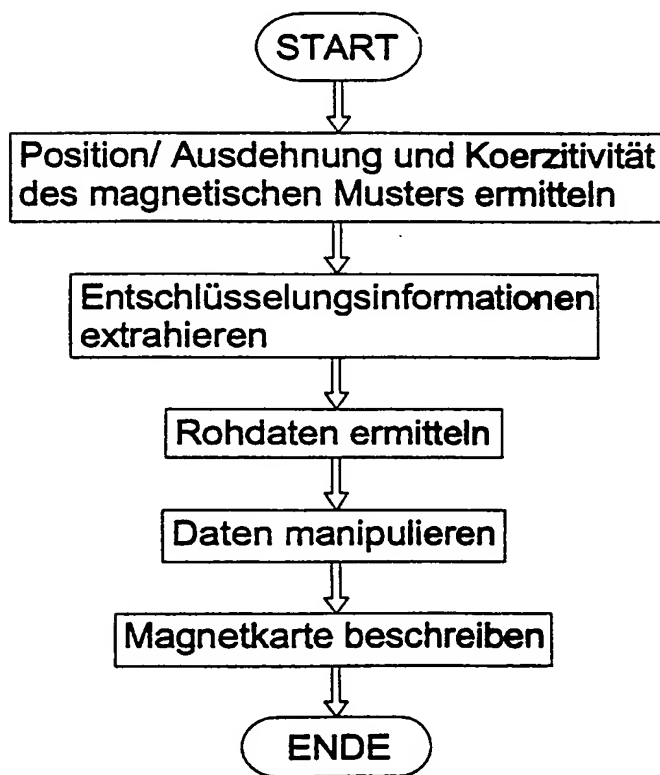 START
Position/ Ausdehnung und Koerzitivität
des magnetischen Musters ermitteln
Entschlüsselungsinformationen
extrahieren
Rohdaten ermitteln
Daten manipulieren
Magnetkarte beschreiben
ENDE